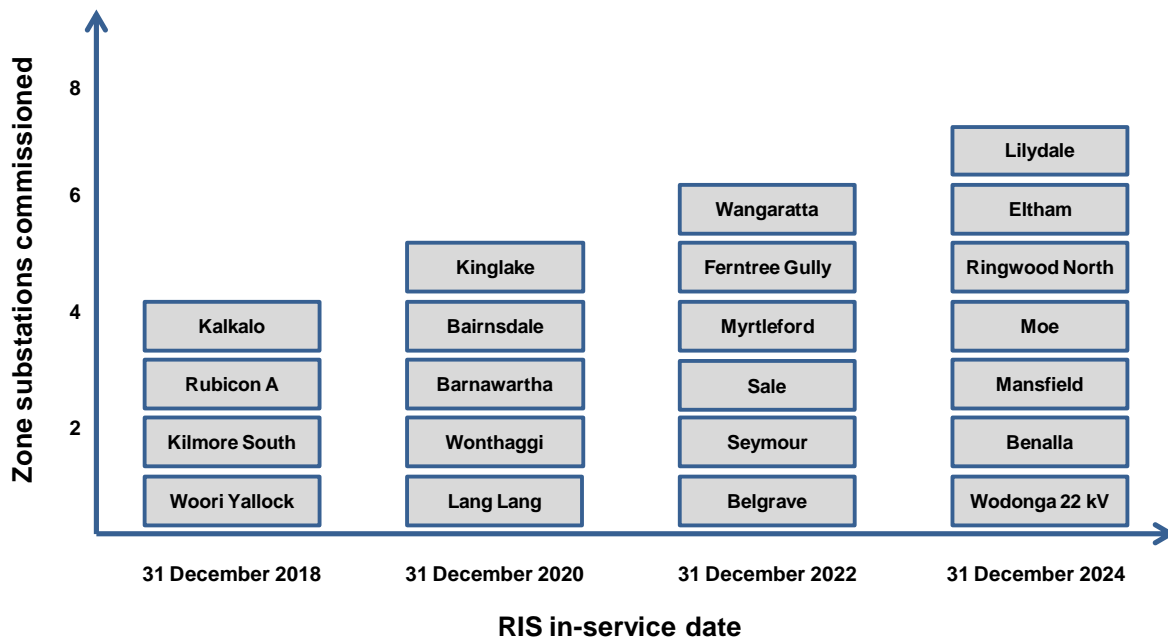 Zone substations commissioned
8
6
4
2
Kalkalo
Rubicon A
Kilmore South
Woori Yallock
Kinglake
Bairnsdale
Barnawartha
Wonthaggi
Lang Lang
Wangaratta
Ferntree Gully
Myrtleford
Sale
Seymour
Belgrave
Lilydale
Eltham
Ringwood North
Moe
Mansfield
Benalla
Wodonga 22 kV
31 December 2018
31 December 2020
31 December 2022
31 December 2024
RIS in-service date